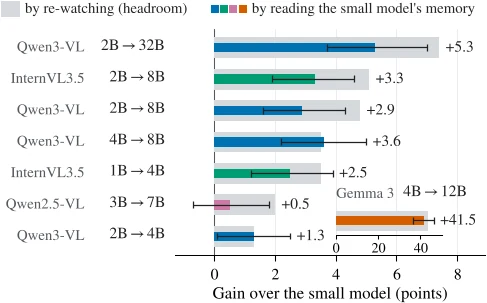 by re-watching (headroom) by reading the small model's memory
Qwen3-VL 2B→32B +5.3
InternVL3.5 2B→8B +3.3
Qwen3-VL 2B→8B +2.9
Qwen3-VL 4B→8B +3.6
InternVL3.5 1B→4B +2.5
Gemma 3 4B→12B
Qwen2.5-VL 3B→7B +0.5
+41.5
Qwen3-VL 2B→4B +1.3
0 20 40
0 2 4 6 8
Gain over the small model (points)